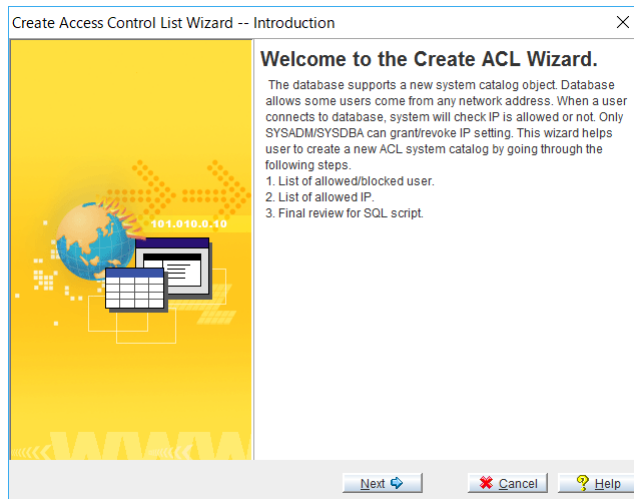 Create Access Control List Wizard -- Introduction
Welcome to the Create ACL Wizard.
The database supports a new system catalog object. Database
allows some users come from any network address. When a user
connects to database, system will check IP is allowed or not. Only
SYSADM/SYSDBA can grant/revoke IP setting. This wizard helps
user to create a new ACL system catalog by going through the
following steps.
1. List of allowed/blocked user.
2. List of allowed IP.
3. Final review for SQL script.
101.010.0.10
WWW
Next
Cancel
Help